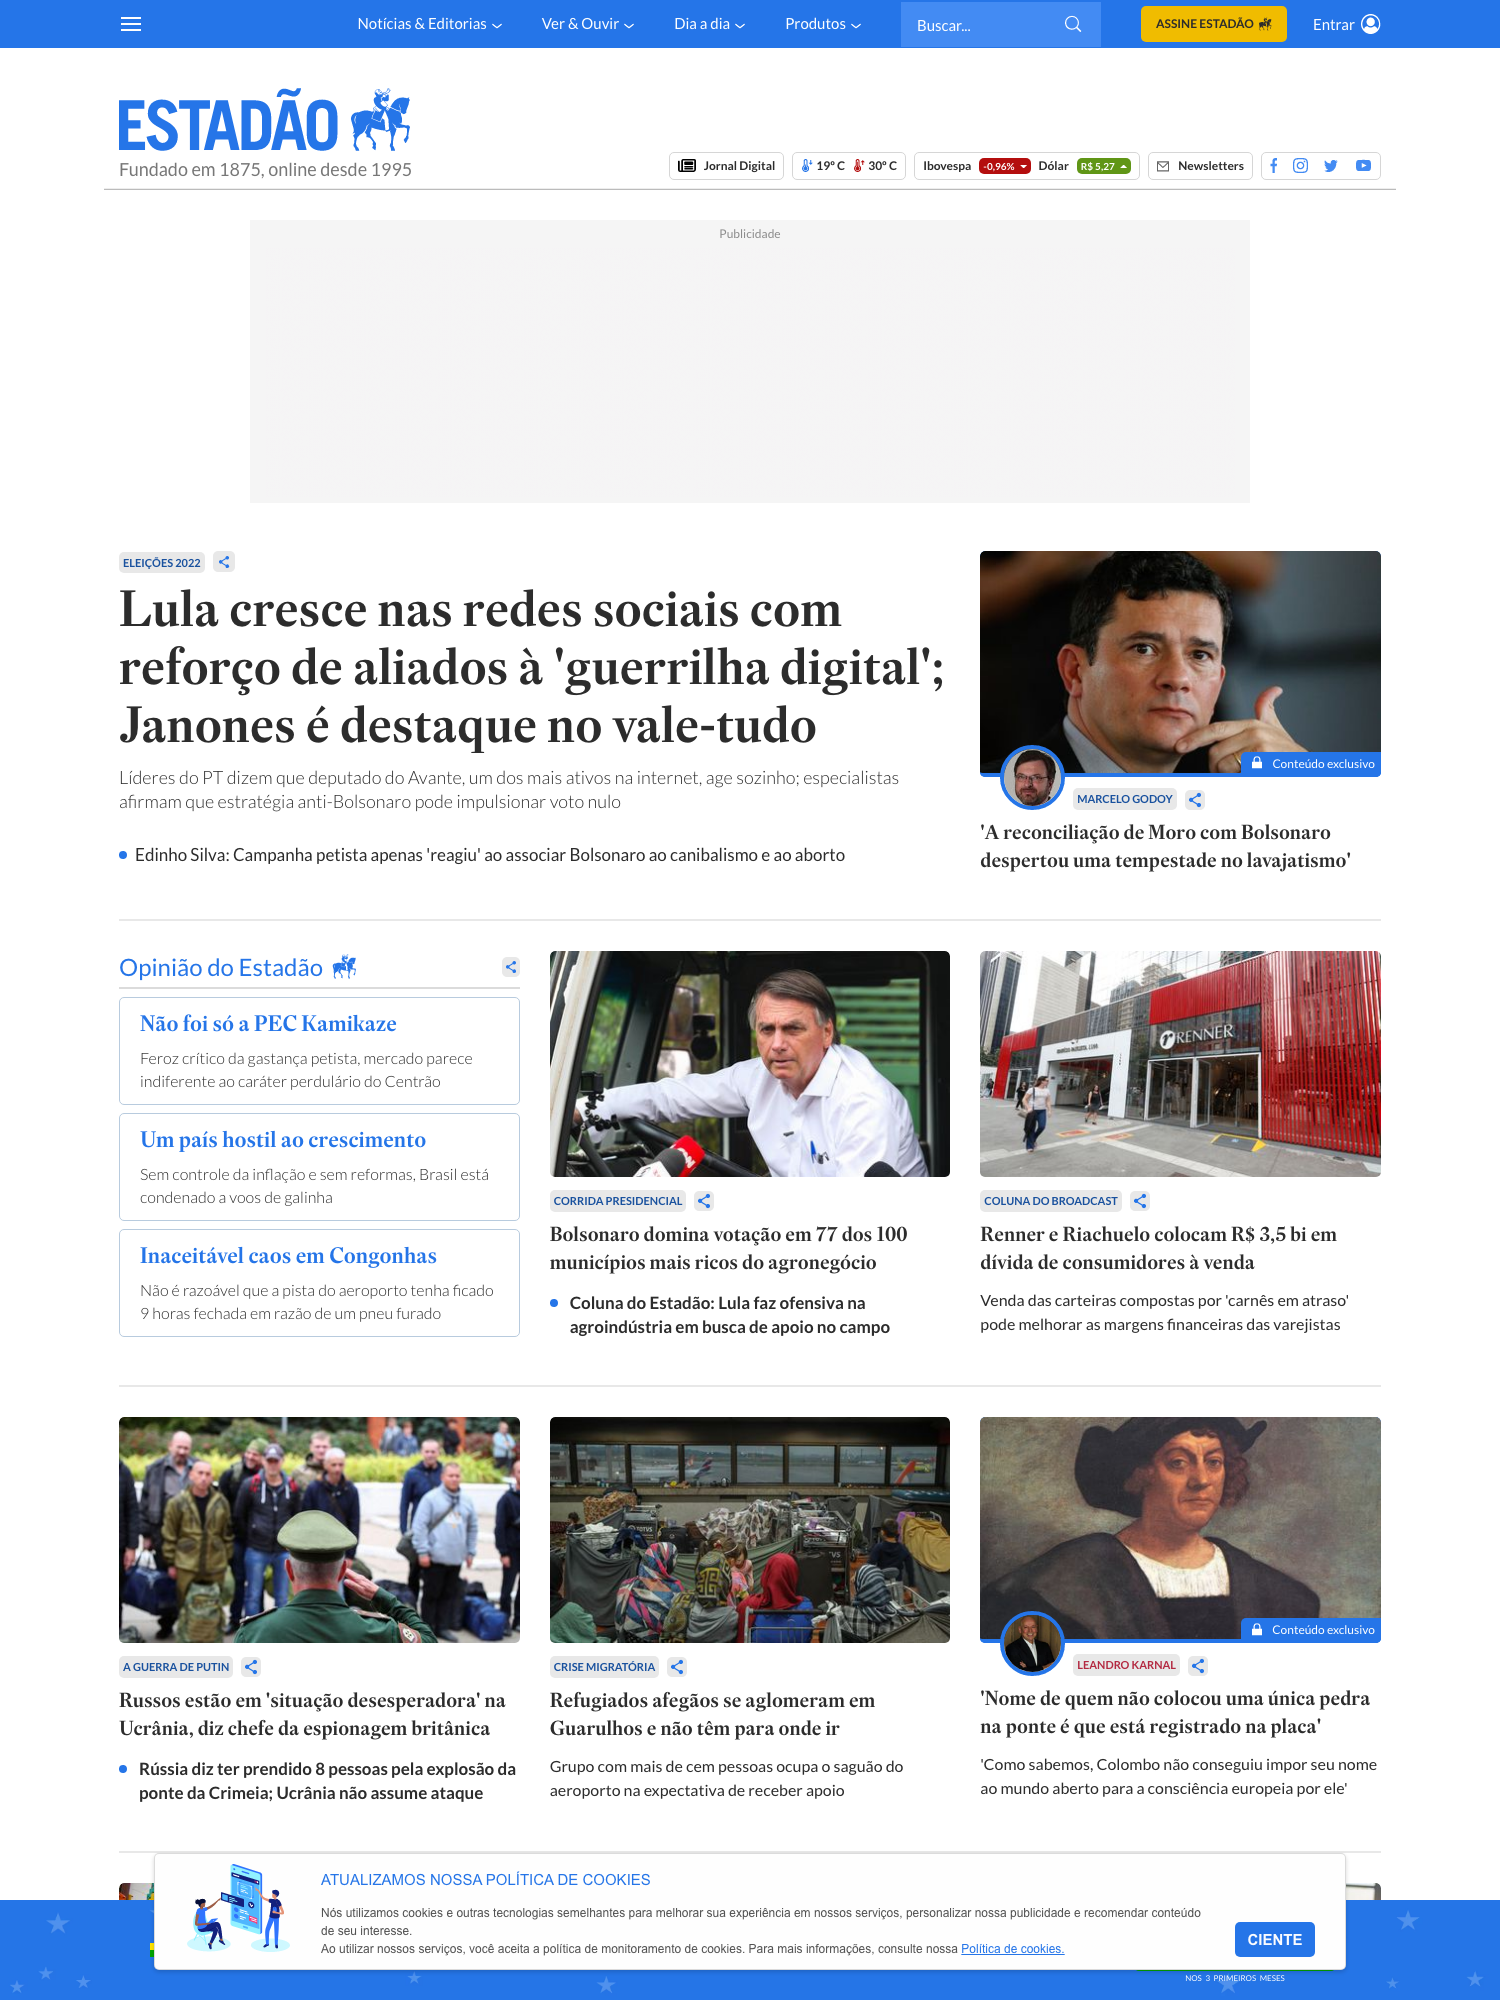 Notícias & Editorias
Ver & Ouvir
Dia a dia
Produtos
Buscar...
ASSINE ESTADÃO
Entrar
ESTADÃO
Fundado em 1875, online desde 1995
Jornal Digital
19º C 30º C
Ibovespa -0,96% Dólar R$ 5,27
Newsletters
Publicidade
ELEIÇÕES 2022
Lula cresce nas redes sociais com
reforço de aliados à 'guerrilha digital';
Janones é destaque no vale-tudo
Líderes do PT dizem que deputado do Avante, um dos mais ativos na internet, age sozinho; especialistas
afirmam que estratégia anti-Bolsonaro pode impulsionar voto nulo
Edinho Silva: Campanha petista apenas 'reagiu' ao associar Bolsonaro ao canibalismo e ao aborto
Conteúdo exclusivo
MARCELO GODOY
'A reconciliação de Moro com Bolsonaro
despertou uma tempestade no lavajatismo'
Opinião do Estadão
Não foi só a PEC Kamikaze
Feroz crítico da gastança petista, mercado parece
indiferente ao caráter perdulário do Centrão
Um país hostil ao crescimento
Sem controle da inflação e sem reformas, Brasil está
condenado a voos de galinha
Inaceitável caos em Congonhas
Não é razoável que a pista do aeroporto tenha ficado
9 horas fechada em razão de um pneu furado
CORRIDA PRESIDENCIAL
Bolsonaro domina votação em 77 dos 100
municípios mais ricos do agronegócio
Coluna do Estadão: Lula faz ofensiva na
agroindústria em busca de apoio no campo
RENNER
COLUNA DO BROADCAST
Renner e Riachuelo colocam R$ 3,5 bi em
dívida de consumidores à venda
Venda das carteiras compostas por 'carnês em atraso'
pode melhorar as margens financeiras das varejistas
A GUERRA DE PUTIN
Russos estão em 'situação desesperadora' na
Ucrânia, diz chefe da espionagem britânica
Rússia diz ter prendido 8 pessoas pela explosão da
ponte da Crimeia; Ucrânia não assume ataque
TOTVS
CRISE MIGRATÓRIA
Refugiados afegãos se aglomeram em
Guarulhos e não têm para onde ir
Grupo com mais de cem pessoas ocupa o saguão do
aeroporto na expectativa de receber apoio
Conteúdo exclusivo
LEANDRO KARNAL
'Nome de quem não colocou uma única pedra
na ponte é que está registrado na placa'
'Como sabemos, Colombo não conseguiu impor seu nome
ao mundo aberto para a consciência europeia por ele'
ATUALIZAMOS NOSSA POLÍTICA DE COOKIES
Nós utilizamos cookies e outras tecnologias semelhantes para melhorar sua experiência em nossos serviços, personalizar nossa publicidade e recomendar conteúdo
de seu interesse.
Ao utilizar nossos serviços, você aceita a política de monitoramento de cookies. Para mais informações, consulte nossa Política de cookies.
CIENTE
NOS 3 PRIMEIROS MESES